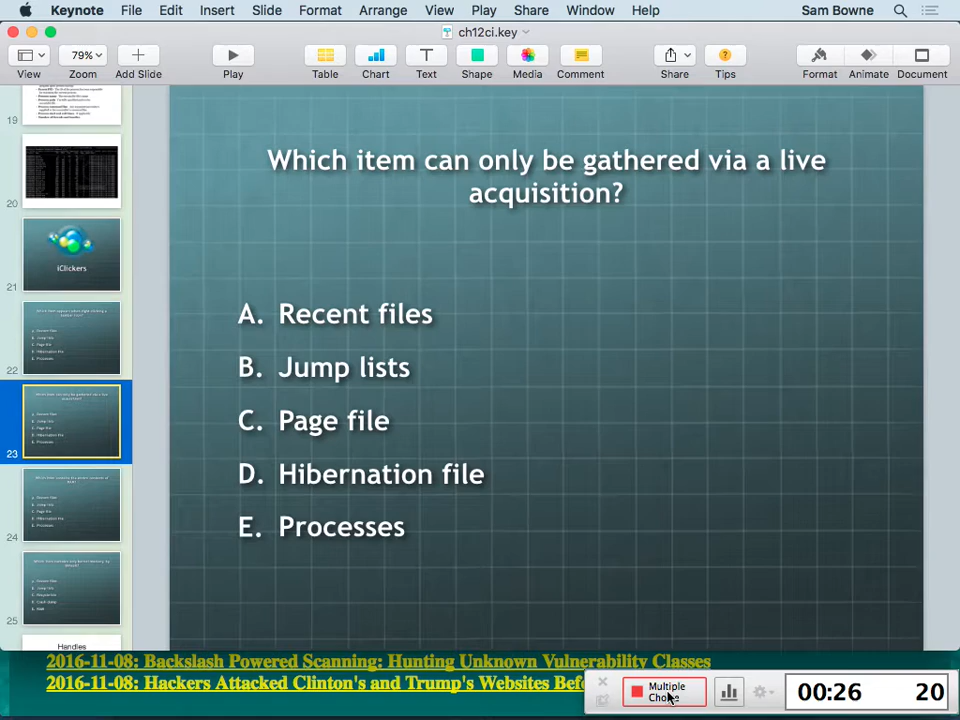 Keynote File Edit Insert Slide Format Arrange View Play Share Window Help Sam Bowne
ch12ci.key
79%
View Zoom Add Slide Play Table Chart Text Shape Media Comment Share Tips Format Animate Document
19
20
iClickers
21
22
23
24
25
Handles
Which item can only be gathered via a live
acquisition?
A. Recent files
B. Jump lists
C. Page file
D. Hibernation file
E. Processes
2016-11-08: Backslash Powered Scanning: Hunting Unknown Vulnerability Classes
2016-11-08: Hackers Attacked Clinton's and Trump's Websites Bef
Multiple
Choice
00:26 20